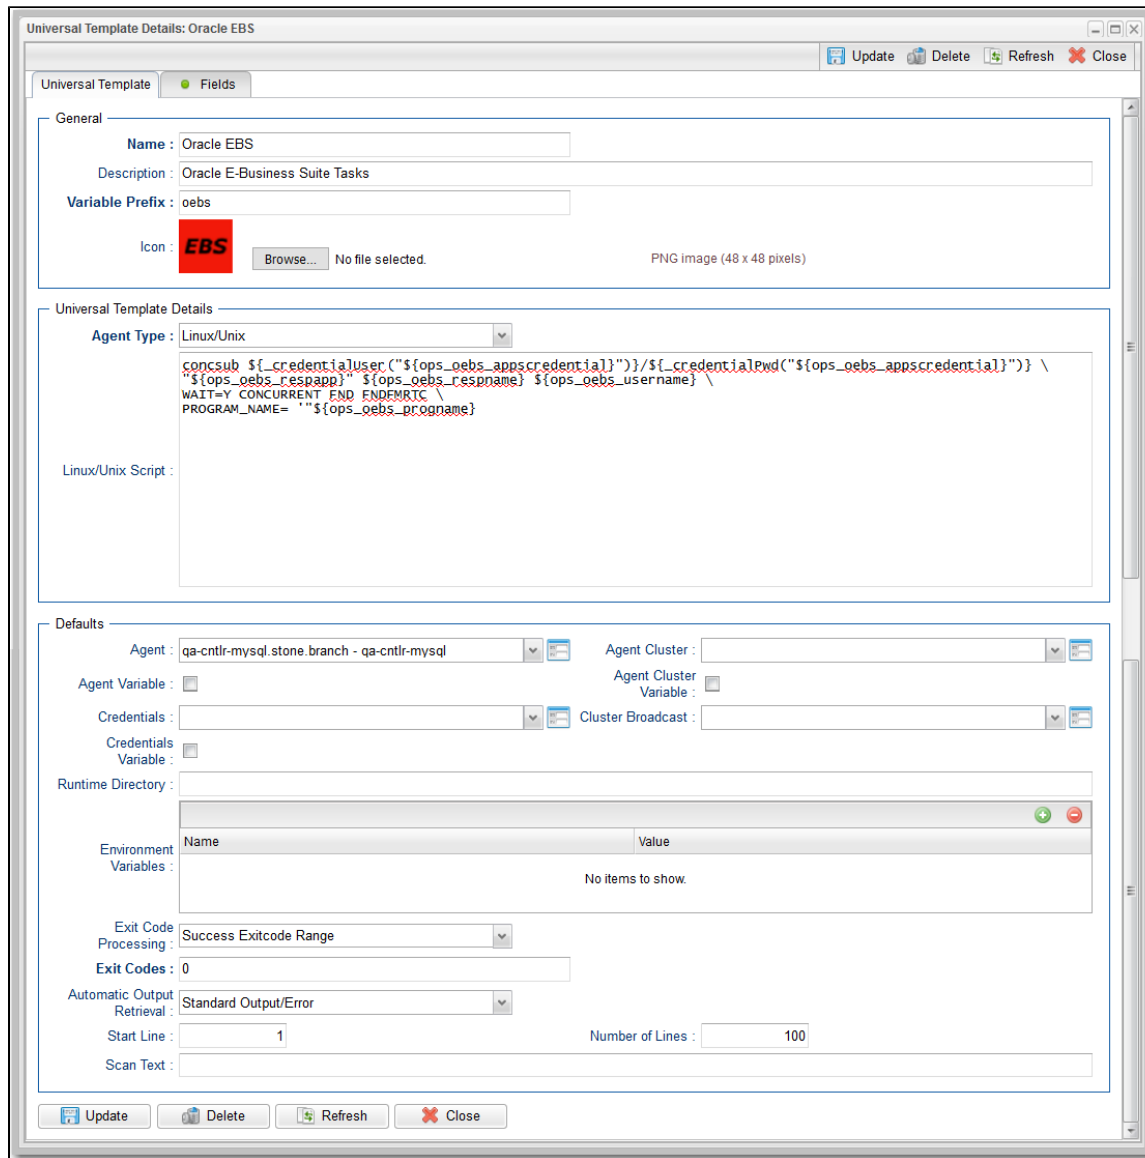 Universal Template Details: Oracle EBS
Update Delete Refresh Close
Universal Template Fields
General
Name : Oracle EBS
Description : Oracle E-Business Suite Tasks
Variable Prefix : oebs
Icon : EBS Browse... No file selected. PNG image (48 x 48 pixels)
Universal Template Details
Agent Type : Linux/Unix
concsub ${_credentialUser("${ops_oebs_appscredential}")}/${_credentialPwd("${ops_oebs_appscredential}")} \
"${ops_oebs_respapp}" ${ops_oebs_respname} ${ops_oebs_username} \
WAIT=Y CONCURRENT FND FNDFMRTC \
PROGRAM_NAME= '"${ops_oebs_progname}
Linux/Unix Script :
Defaults
Agent : qa-cntlr-mysql.stone.branch - qa-cntlr-mysql Agent Cluster :
Agent Variable : Agent Cluster Variable :
Credentials : Cluster Broadcast :
Credentials
Variable :
Runtime Directory :
Name Value
Environment
Variables :
No items to show.
Exit Code
Processing : Success Exitcode Range
Exit Codes : 0
Automatic Output
Retrieval : Standard Output/Error
Start Line : 1 Number of Lines : 100
Scan Text :
Update Delete Refresh Close